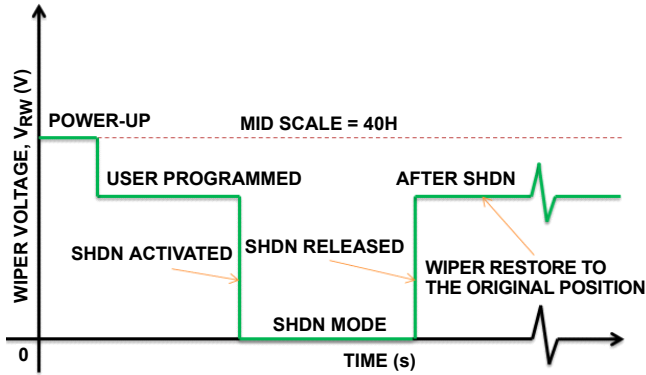 WIPER VOLTAGE, VRW (V)
POWER-UP
MID SCALE = 40H
USER PROGRAMMED
AFTER SHDN
SHDN ACTIVATED
SHDN RELEASED
WIPER RESTORE TO
THE ORIGINAL POSITION
SHDN MODE
0
TIME (s)